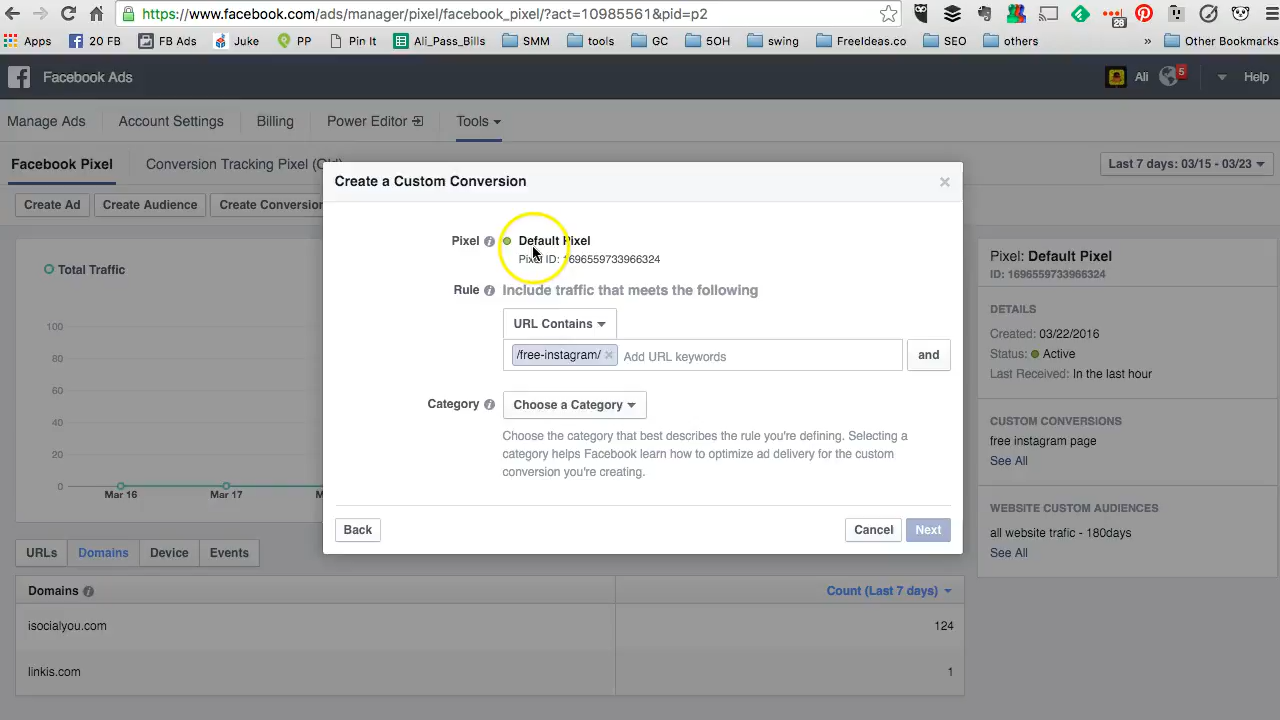 https://www.facebook.com/ads/manager/pixel/facebook_pixel/?act=10985561&pid=p2
23
Apps 20 FB FB Ads Juke PP Pin It Ali_Pass_Bills SMM tools GC 5OH swing FreeIdeas.co SEO others » Other Bookmarks
Facebook Ads Ali 5 Help
Manage Ads Account Settings Billing Power Editor Tools
Facebook Pixel Conversion Tracking Pixel (Old) Last 7 days: 03/15 - 03/23
Create Ad Create Audience Create Conversion
Create a Custom Conversion
Pixel Default Pixel
Pixel ID: 1696559733966324
Rule Include traffic that meets the following
URL Contains
/free-instagram/ Add URL keywords and
Category Choose a Category
Choose the category that best describes the rule you're defining. Selecting a
category helps Facebook learn how to optimize ad delivery for the custom
conversion you're creating.
Back Cancel Next
Total Traffic
100
80
60
40
20
0
Mar 16 Mar 17 M
Pixel: Default Pixel
ID: 1696559733966324
DETAILS
Created: 03/22/2016
Status: Active
Last Received: In the last hour
CUSTOM CONVERSIONS
free instagram page
See All
WEBSITE CUSTOM AUDIENCES
all website trafic - 180days
See All
URLs Domains Device Events
Domains Count (Last 7 days)
isocialyou.com 124
linkis.com 1